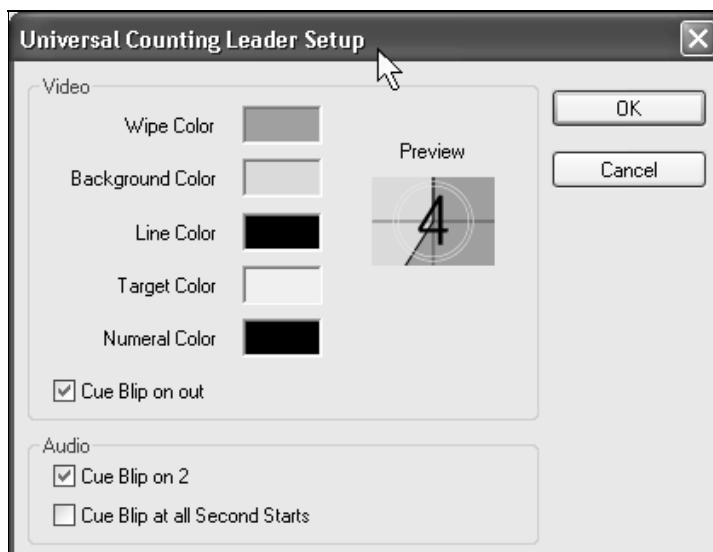 Universal Counting Leader Setup
Video
Wipe Color
Background Color
Line Color
Target Color
Numeral Color
Cue Blip on out
Preview
4
OK
Cancel
Audio
Cue Blip on 2
Cue Blip at all Second Starts